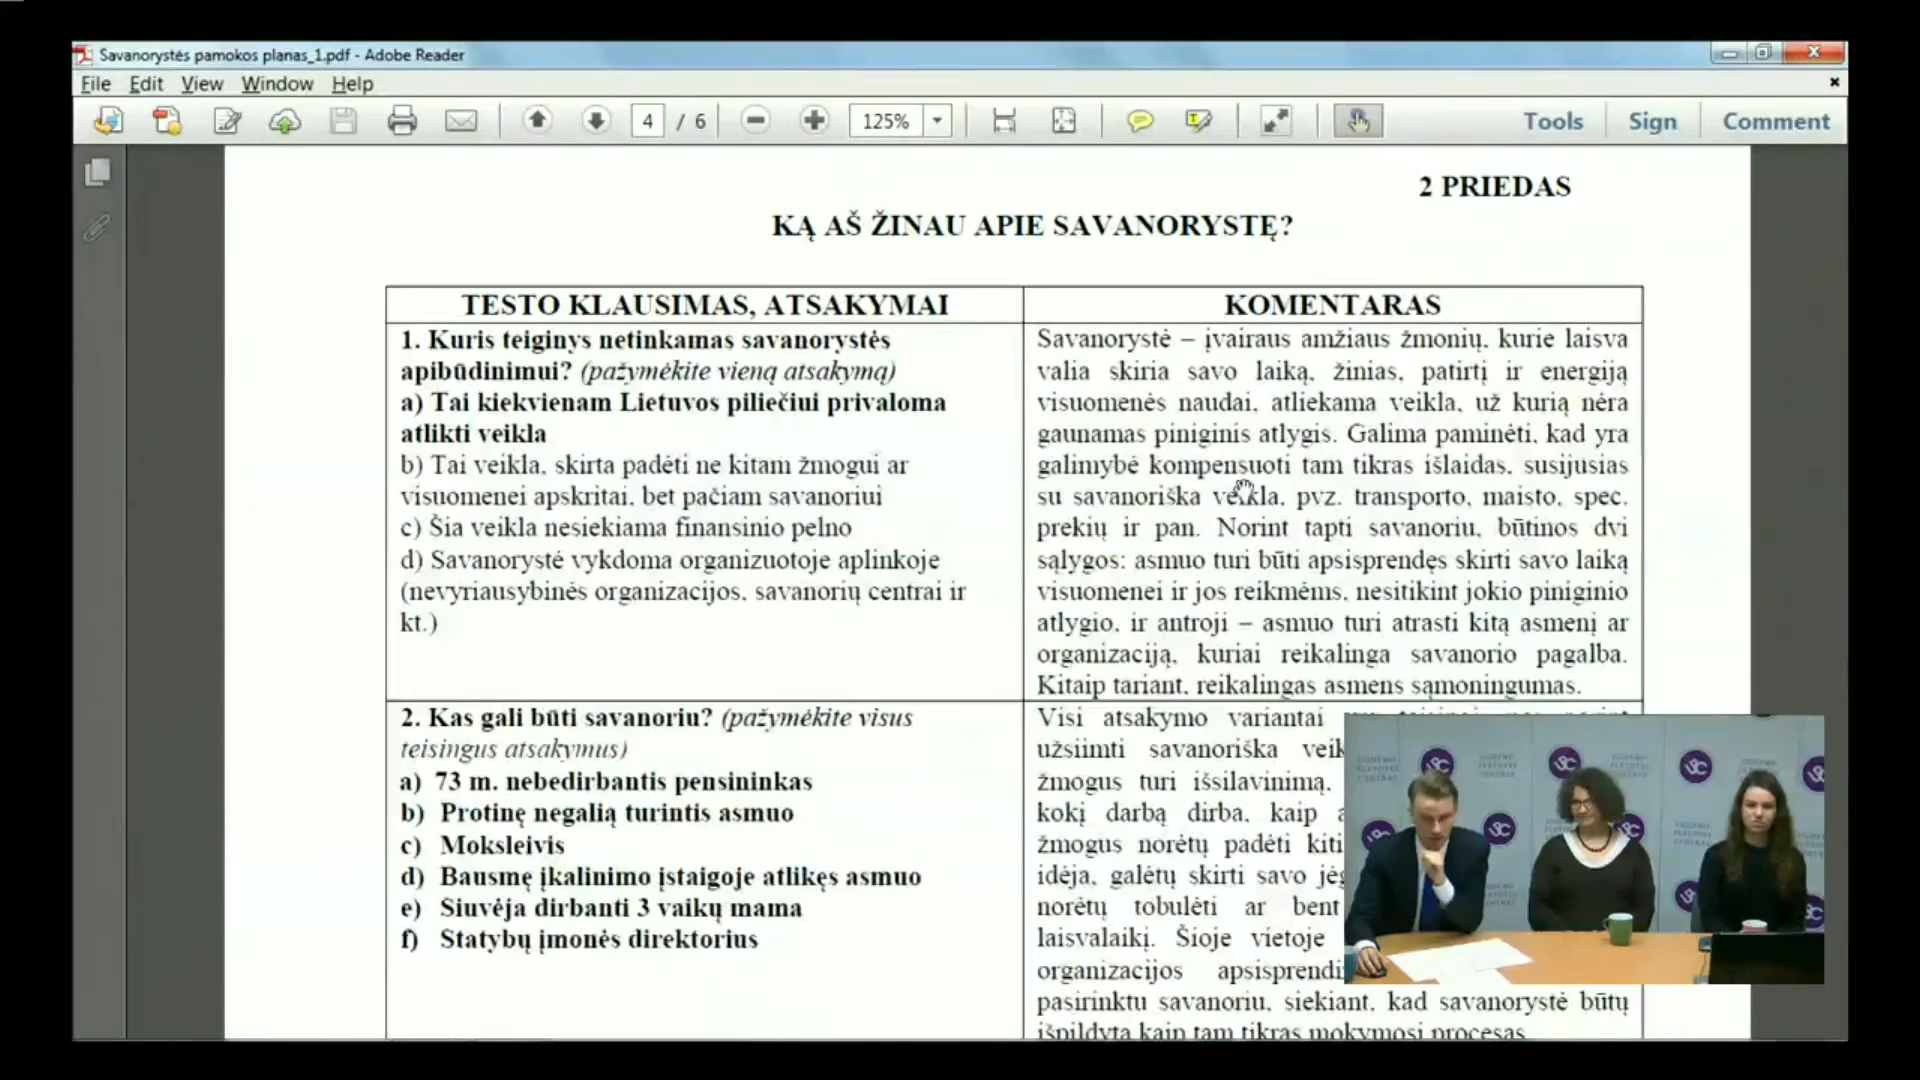 Savanorystės pamokos planas_1.pdf - Adobe Reader
File Edit View Window Help
4 / 6 125% Tools Sign Comment
2 PRIEDAS
KĄ AŠ ŽINAU APIE SAVANORYSTĘ?
TESTO KLAUSIMAS, ATSAKYMAI
1. Kuris teiginys netinkamas savanorystės
apibūdinimui? (pažymėkite vieną atsakymą)
a) Tai kiekvienam Lietuvos piliečiui privaloma
atlikti veikla
b) Tai veikla, skirta padėti ne kitam žmogui ar
visuomenei apskritai, bet pačiam savanoriui
c) Šia veikla nesiekiama finansinio pelno
d) Savanorystė vykdoma organizuotoje aplinkoje
(nevyriausybinės organizacijos, savanorių centrai ir
kt.)
KOMENTARAS
Savanorystė – įvairaus amžiaus žmonių, kurie laisva
valia skiria savo laiką, žinias, patirtį ir energiją
visuomenės naudai, atliekama veikla, už kurią nėra
gaunamas piniginis atlygis. Galima paminėti, kad yra
galimybė kompensuoti tam tikras išlaidas, susijusias
su savanoriška veikla, pvz. transporto, maisto, spec.
prekių ir pan. Norint tapti savanoriu, būtinos dvi
sąlygos: asmuo turi būti apsisprendęs skirti savo laiką
visuomenei ir jos reikmėms, nesitikint jokio piniginio
atlygio, ir antroji – asmuo turi atrasti kitą asmenį ar
organizaciją, kuriai reikalinga savanorio pagalba.
Kitaip tariant, reikalingas asmens sąmoningumas.
2. Kas gali būti savanoriu? (pažymėkite visus
teisingus atsakymus)
a) 73 m. nebedirbantis pensininkas
b) Protinę negalią turintis asmuo
c) Moksleivis
d) Bausmę įkalinimo įstaigoje atlikęs asmuo
e) Siuvėja dirbanti 3 vaikų mama
f) Statybų įmonės direktorius
Visi atsakymo variantai
užsiimti savanoriška
žmogus turi išsilavinimą,
kokį darbą dirba, kaip
žmogus norėtų padėti
idėja, galėtų skirti savo
norėtų tobulėti ar bent
laisvalaikį. Šioje vietoje
organizacijos
pasirinktu savanoriu, siekiant, kad savanorystė būtų
išpildyta kaip tam tikras mokymosi procesas
UGDYMO
PLĖTOTĖS
CENTRAS